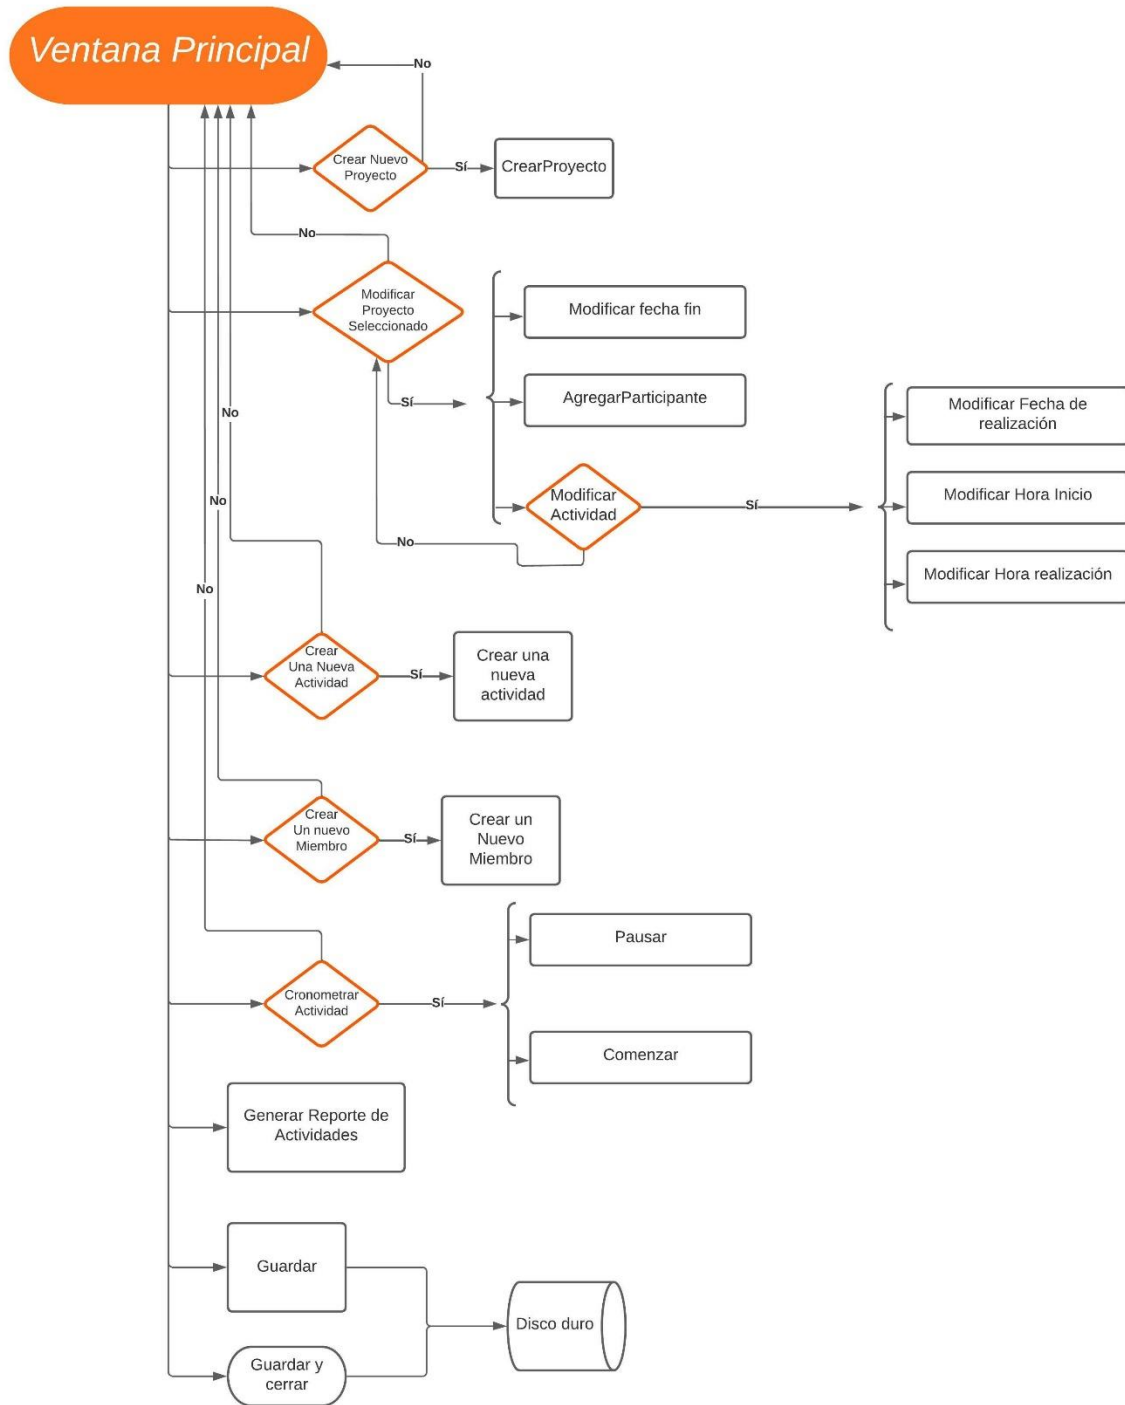 Ventana Principal
No
Crear Nuevo
Proyecto
Sí
CrearProyecto
No
Modificar
Proyecto
Seleccionado
Sí
Modificar fecha fin
AgregarParticipante
Modificar
Actividad
No
Sí
Modificar Fecha de
realización
Modificar Hora Inicio
Modificar Hora realización
No
Crear
Una Nueva
Actividad
Sí
Crear una
nueva
actividad
No
Crear
Un nuevo
Miembro
Sí
Crear un
Nuevo
Miembro
No
Cronometrar
Actividad
Sí
Pausar
Comenzar
Generar Reporte de
Actividades
Guardar
Guardar y
cerrar
Disco duro